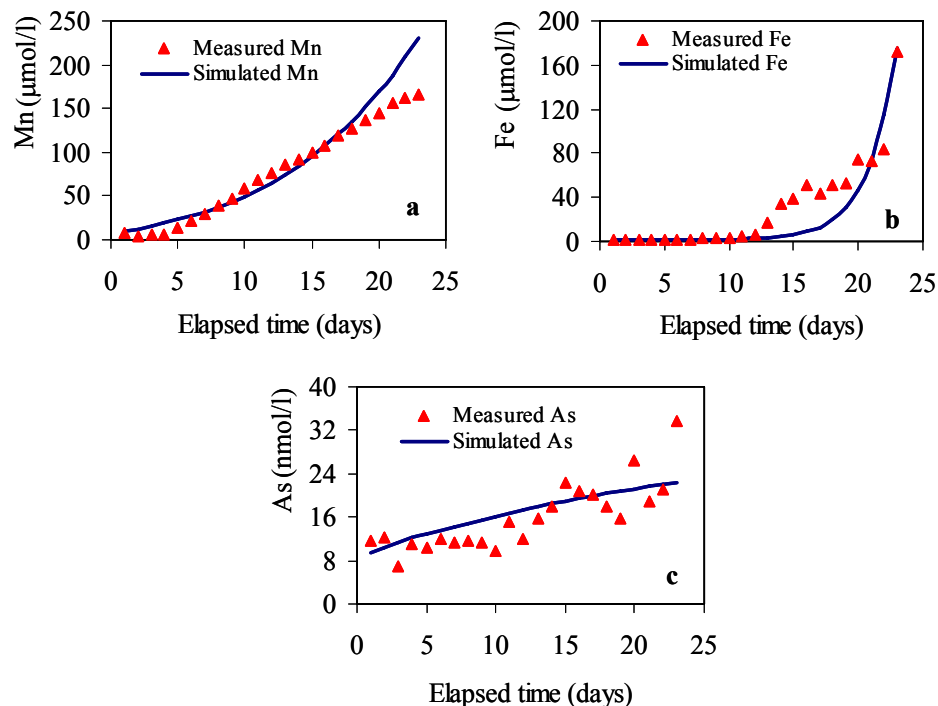 250
200
150
100
50
0
Mn (µmol/l)
Measured Mn
Simulated Mn
a
0 5 10 15 20 25
Elapsed time (days)
200
160
120
80
40
0
Fe (µmol/l)
Measured Fe
Simulated Fe
b
0 5 10 15 20 25
Elapsed time (days)
40
32
24
16
8
0
As (nmol/l)
Measured As
Simulated As
c
0 5 10 15 20 25
Elapsed time (days)